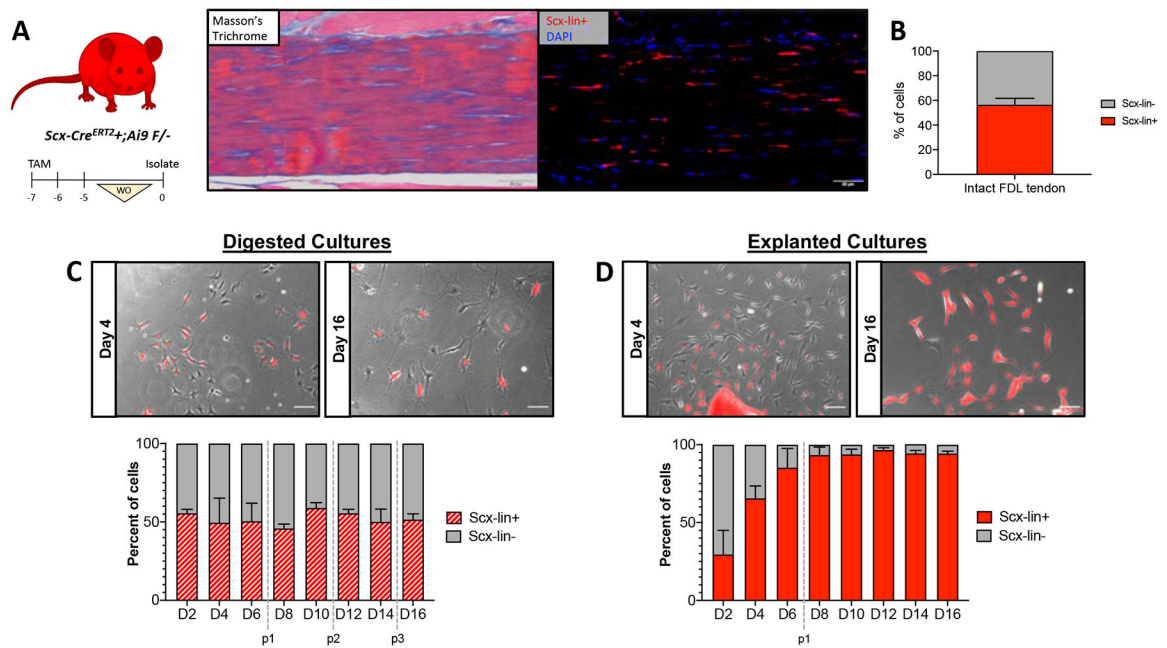 A
Scx-Cre^ERT2+;Ai9 F/-
TAM
Isolate
WO
-7
-6
-5
0
Masson's
Trichrome
Scx-lin+
DAPI
B
% of cells
100
80
60
40
20
0
Intact FDL tendon
Scx-lin-
Scx-lin+
Digested Cultures
C
Day 4
Day 16
Percent of cells
100
50
0
D2 D4 D6 D8 D10 D12 D14 D16
p1 p2 p3
Scx-lin+
Scx-lin-
Explanted Cultures
D
Day 4
Day 16
Percent of cells
100
50
0
D2 D4 D6 D8 D10 D12 D14 D16
p1
Scx-lin+
Scx-lin-